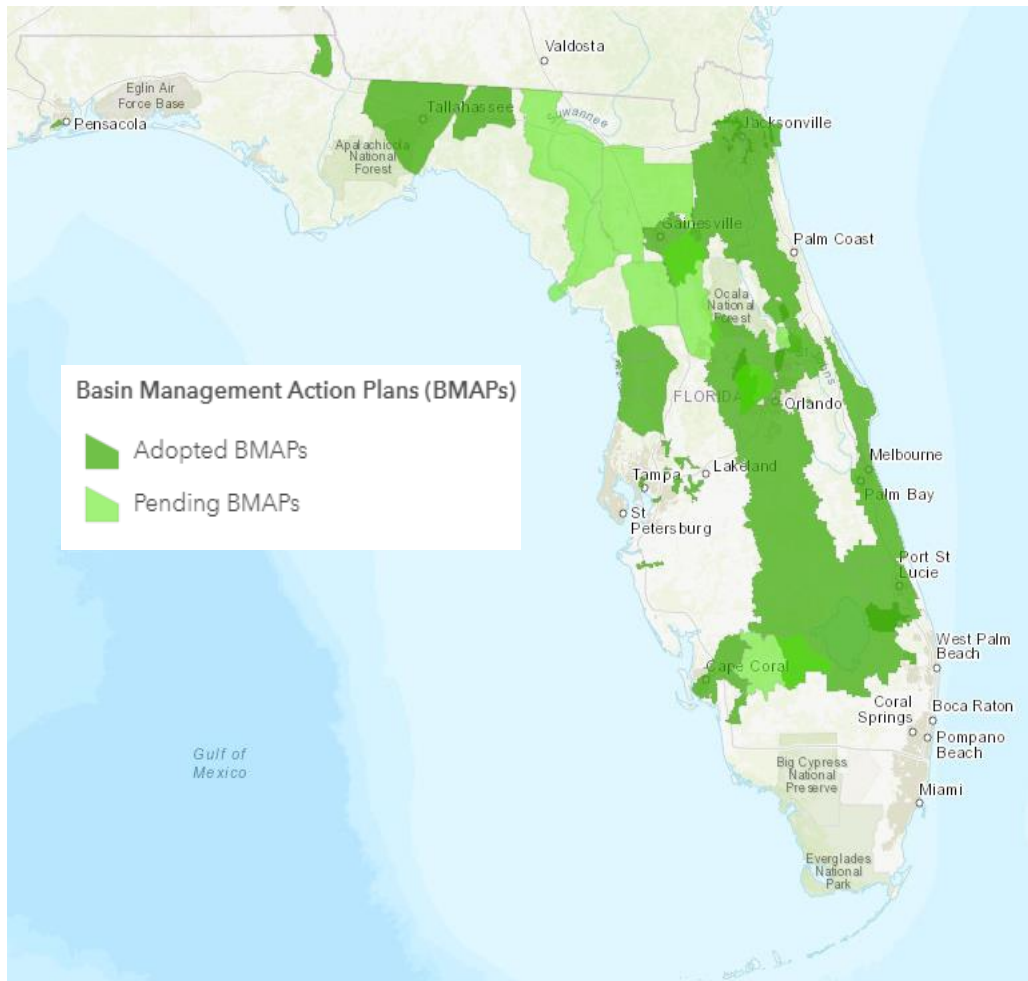 Valdosta
Eglin Air
Force Base
Pensacola
Tallahassee
Suwannee
Jacksonville
Apalachicola
National
Forest
Gainesville
Palm Coast
Ocala
National
Forest
Basin Management Action Plans (BMAPs)
Adopted BMAPs
Pending BMAPs
FLORIDA
Orlando
Melbourne
Lakeland
Tampa
Palm Bay
St
Petersburg
Port St
Lucie
West Palm
Beach
Cape Coral
Coral
Springs
Boca Raton
Pompano
Beach
Gulf of
Mexico
Big Cypress
National
Preserve
Miami
Everglades
National
Park